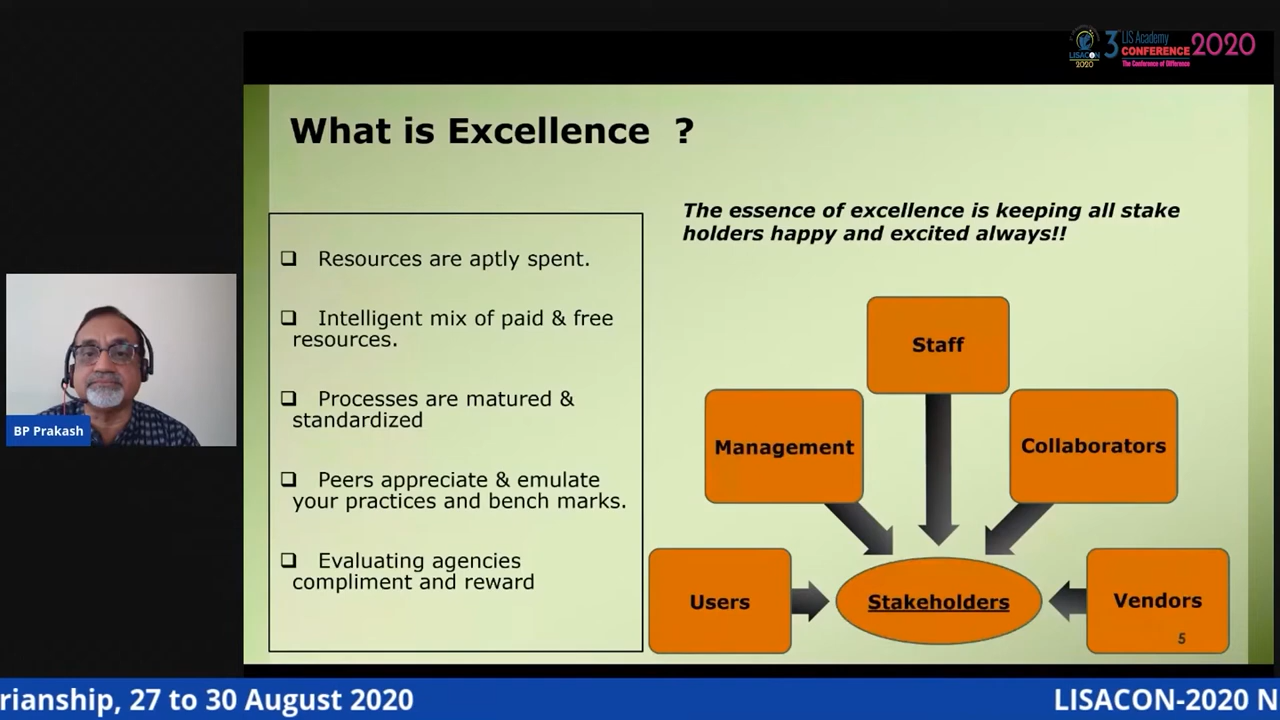 LISACON
2020
3
LIS Academy
CONFERENCE
The Conference of Difference
2020
What is Excellence ?
The essence of excellence is keeping all stake
holders happy and excited always!!
Resources are aptly spent.
Intelligent mix of paid & free
resources.
Processes are matured &
standardized
Peers appreciate & emulate
your practices and bench marks.
Evaluating agencies
compliment and reward
Staff
Management
Collaborators
Users
Stakeholders
Vendors
5
BP Prakash
rianship, 27 to 30 August 2020
LISACON-2020 N